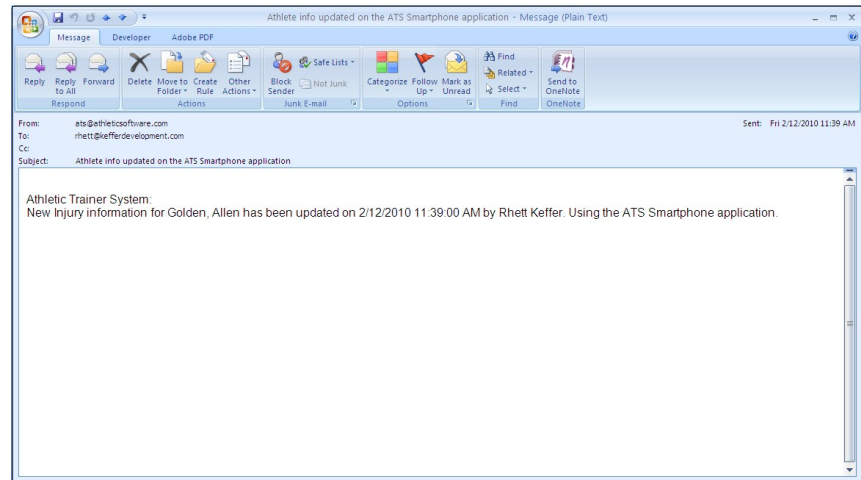 Athlete info updated on the ATS Smartphone application - Message (Plain Text)
Message Developer Adobe PDF
Reply Reply to All Forward Delete Move to Folder Create Rule Other Actions Block Sender Safe Lists Not Junk Categorize Follow Up Mark as Unread Find Related Select Send to OneNote
Respond Actions Junk E-mail Options Find OneNote
From: ats@athleticsoftware.com Sent: Fri 2/12/2010 11:39 AM
To: rhett@kefferdevelopment.com
Cc:
Subject: Athlete info updated on the ATS Smartphone application
Athletic Trainer System:
New Injury information for Golden, Allen has been updated on 2/12/2010 11:39:00 AM by Rhett Keffer. Using the ATS Smartphone application.